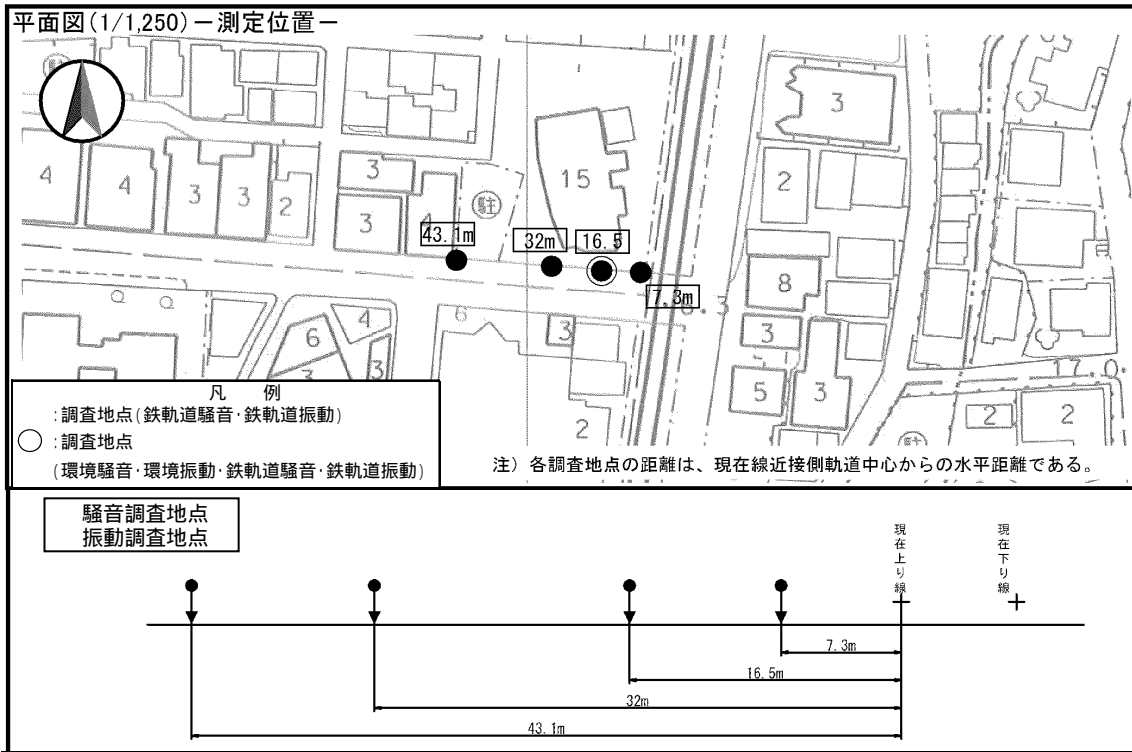 平面図(1/1,250)－測定位置－
駐
3
4
4
3
3
2
3
3
4
駐
15
3
2
8
3
5
3
43.1m
32m
16.5
7.3m
6
4
6
3
3
2
2
2
17.0
駐
凡 例
:調査地点(鉄軌道騒音・鉄軌道振動)
:調査地点
(環境騒音・環境振動・鉄軌道騒音・鉄軌道振動)
注) 各調査地点の距離は、現在線近接側軌道中心からの水平距離である。
騒音調査地点
振動調査地点
現在上り線
現在下り線
7.3m
16.5m
32m
43.1m